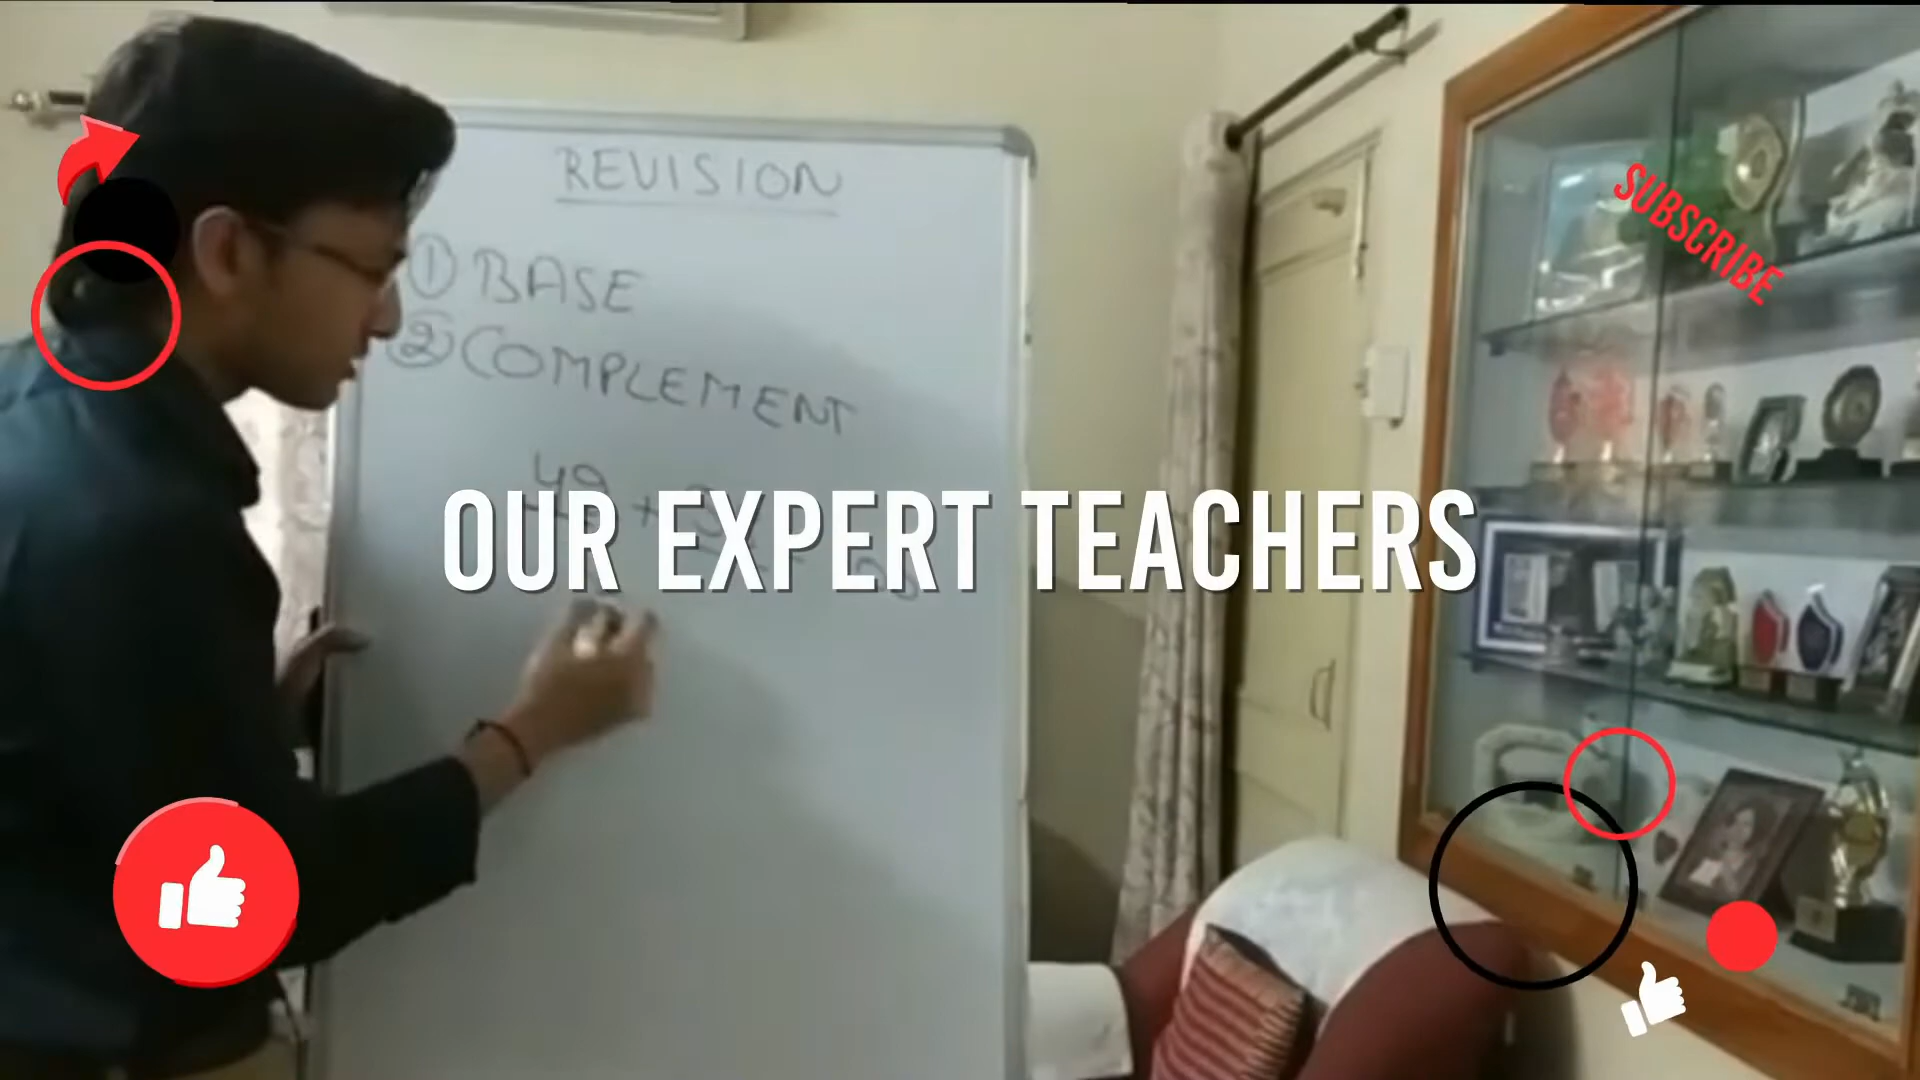 REVISION
① BASE
② COMPLEMENT
SUBSCRIBE
OUR EXPERT TEACHERS